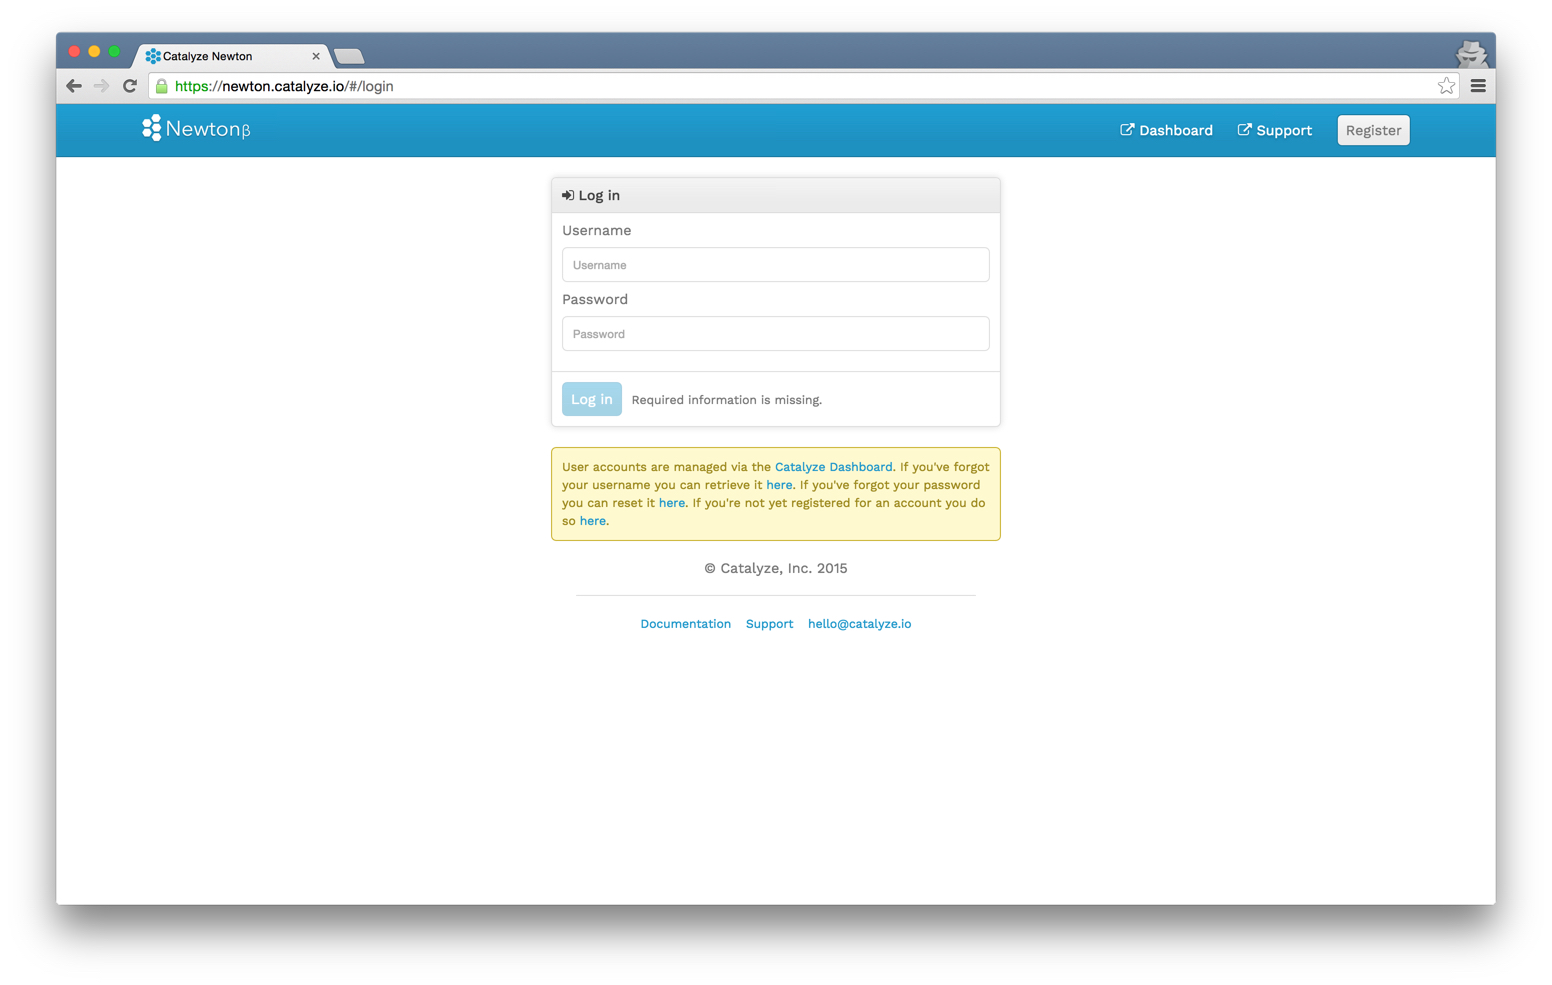 Catalyze Newton
https://newton.catalyze.io/#/login
Newtonβ
Dashboard
Support
Register
Log in
Username
Username
Password
Password
Log in
Required information is missing.
User accounts are managed via the Catalyze Dashboard. If you've forgot
your username you can retrieve it here. If you've forgot your password
you can reset it here. If you're not yet registered for an account you do
so here.
© Catalyze, Inc. 2015
Documentation Support hello@catalyze.io